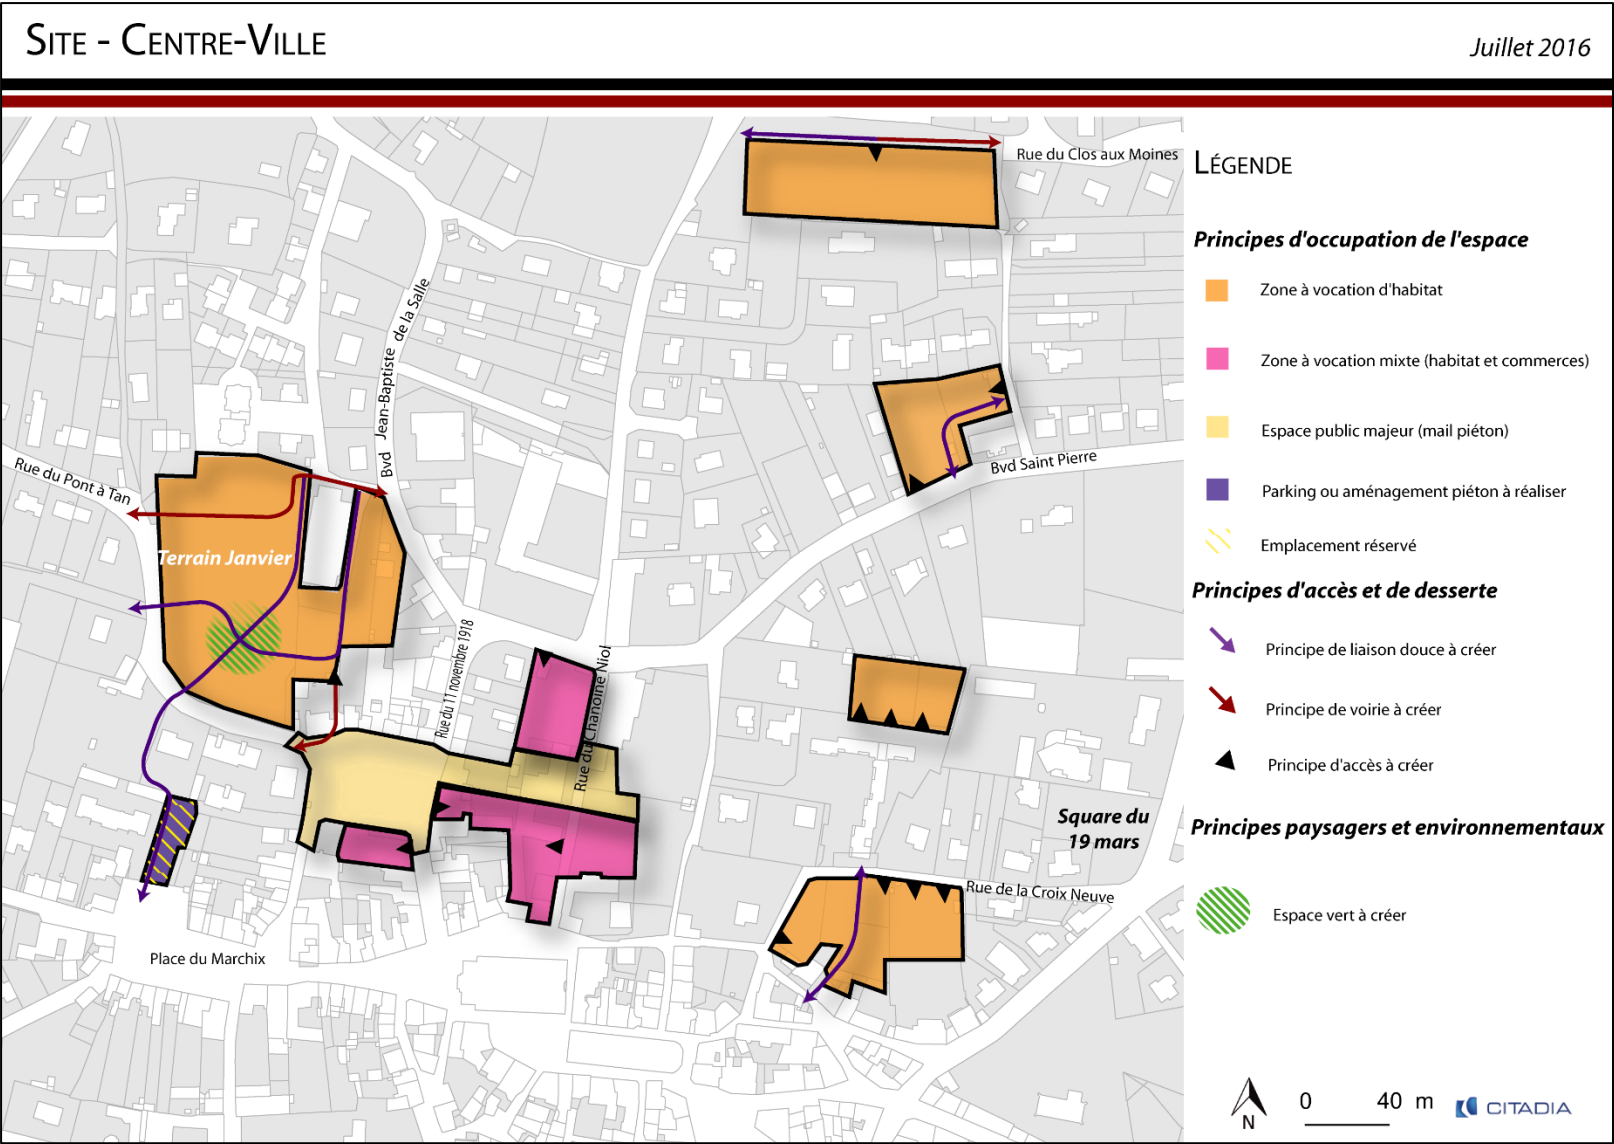 SITE - CENTRE-VILLE
Juillet 2016
Rue du Clos aux Moines
Bvd Jean-Baptiste de la Salle
Rue du Pont à Tan
Bvd Saint Pierre
Terrain Janvier
Rue du 11 novembre 1918
Rue du Chanoine Niol
Square du
19 mars
Rue de la Croix Neuve
Place du Marchix
LÉGENDE
Principes d'occupation de l'espace
Zone à vocation d'habitat
Zone à vocation mixte (habitat et commerces)
Espace public majeur (mail piéton)
Parking ou aménagement piéton à réaliser
Emplacement réservé
Principes d'accès et de desserte
Principe de liaison douce à créer
Principe de voirie à créer
Principe d'accès à créer
Principes paysagers et environnementaux
Espace vert à créer
N
0 40 m
CITADIA